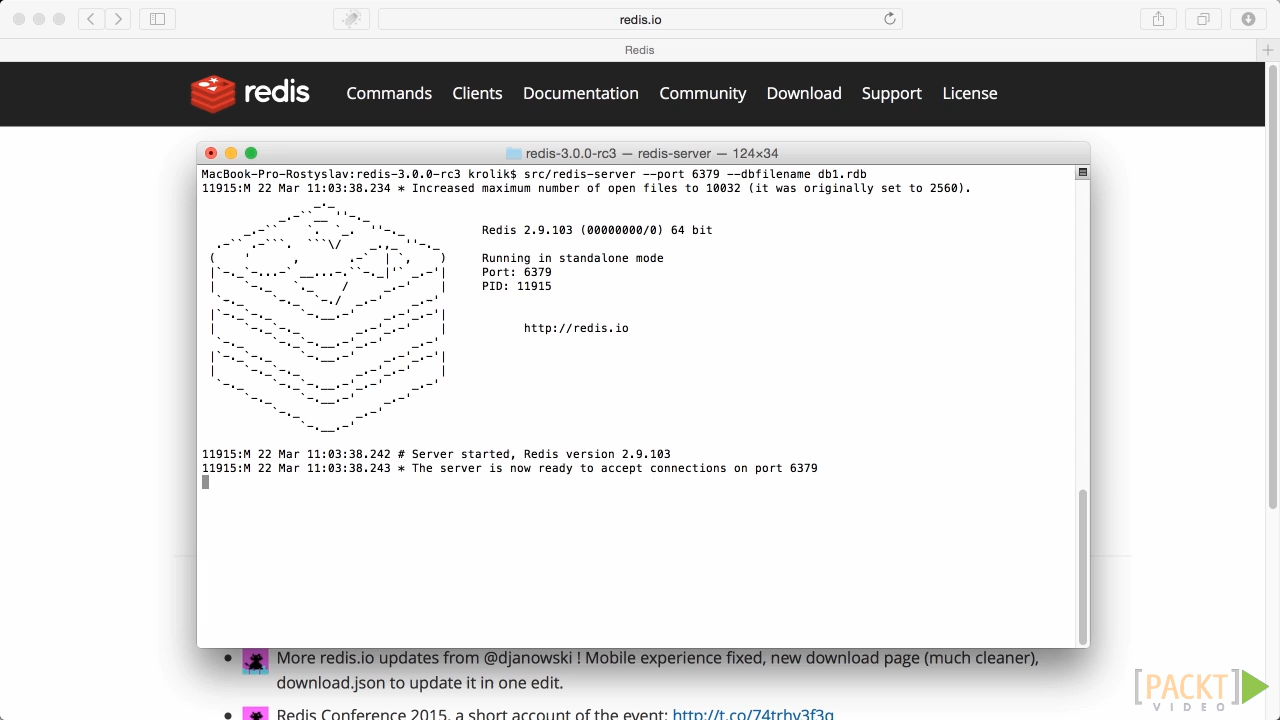 redis.io
Redis
redis
Commands Clients Documentation Community Download Support License
redis-3.0.0-rc3 — redis-server — 124×34
MacBook-Pro-Rostyslav:redis-3.0.0-rc3 krolik$ src/redis-server --port 6379 --dbfilename db1.rdb
11915:M 22 Mar 11:03:38.234 * Increased maximum number of open files to 10032 (it was originally set to 2560).
Redis 2.9.103 (00000000/0) 64 bit
Running in standalone mode
Port: 6379
PID: 11915
http://redis.io
11915:M 22 Mar 11:03:38.242 # Server started, Redis version 2.9.103
11915:M 22 Mar 11:03:38.243 * The server is now ready to accept connections on port 6379
More redis.io updates from @djanowski ! Mobile experience fixed, new download page (much cleaner),
download.json to update it in one edit.
Redis Conference 2015, a short account of the event:
[PACKT]
VIDEO